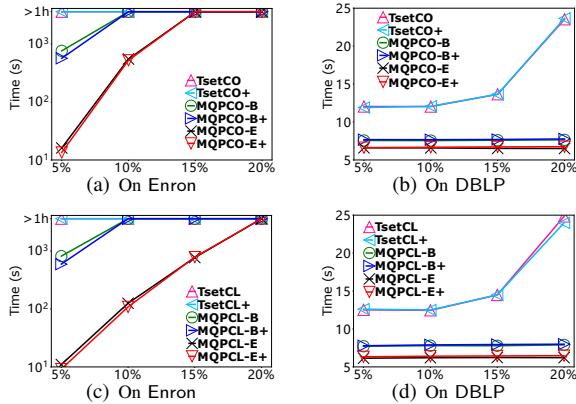 >1h
10³
10²
10¹
Time (s)
TsetCO
TsetCO+
MQPCO-B
MQPCO-B+
MQPCO-E
MQPCO-E+
5% 10% 15% 20%
(a) On Enron
25
20
15
10
5
Time (s)
TsetCO
TsetCO+
MQPCO-B
MQPCO-B+
MQPCO-E
MQPCO-E+
5% 10% 15% 20%
(b) On DBLP
>1h
10³
10²
10¹
Time (s)
TsetCL
TsetCL+
MQPCL-B
MQPCL-B+
MQPCL-E
MQPCL-E+
5% 10% 15% 20%
(c) On Enron
25
20
15
10
5
Time (s)
TsetCL
TsetCL+
MQPCL-B
MQPCL-B+
MQPCL-E
MQPCL-E+
5% 10% 15% 20%
(d) On DBLP